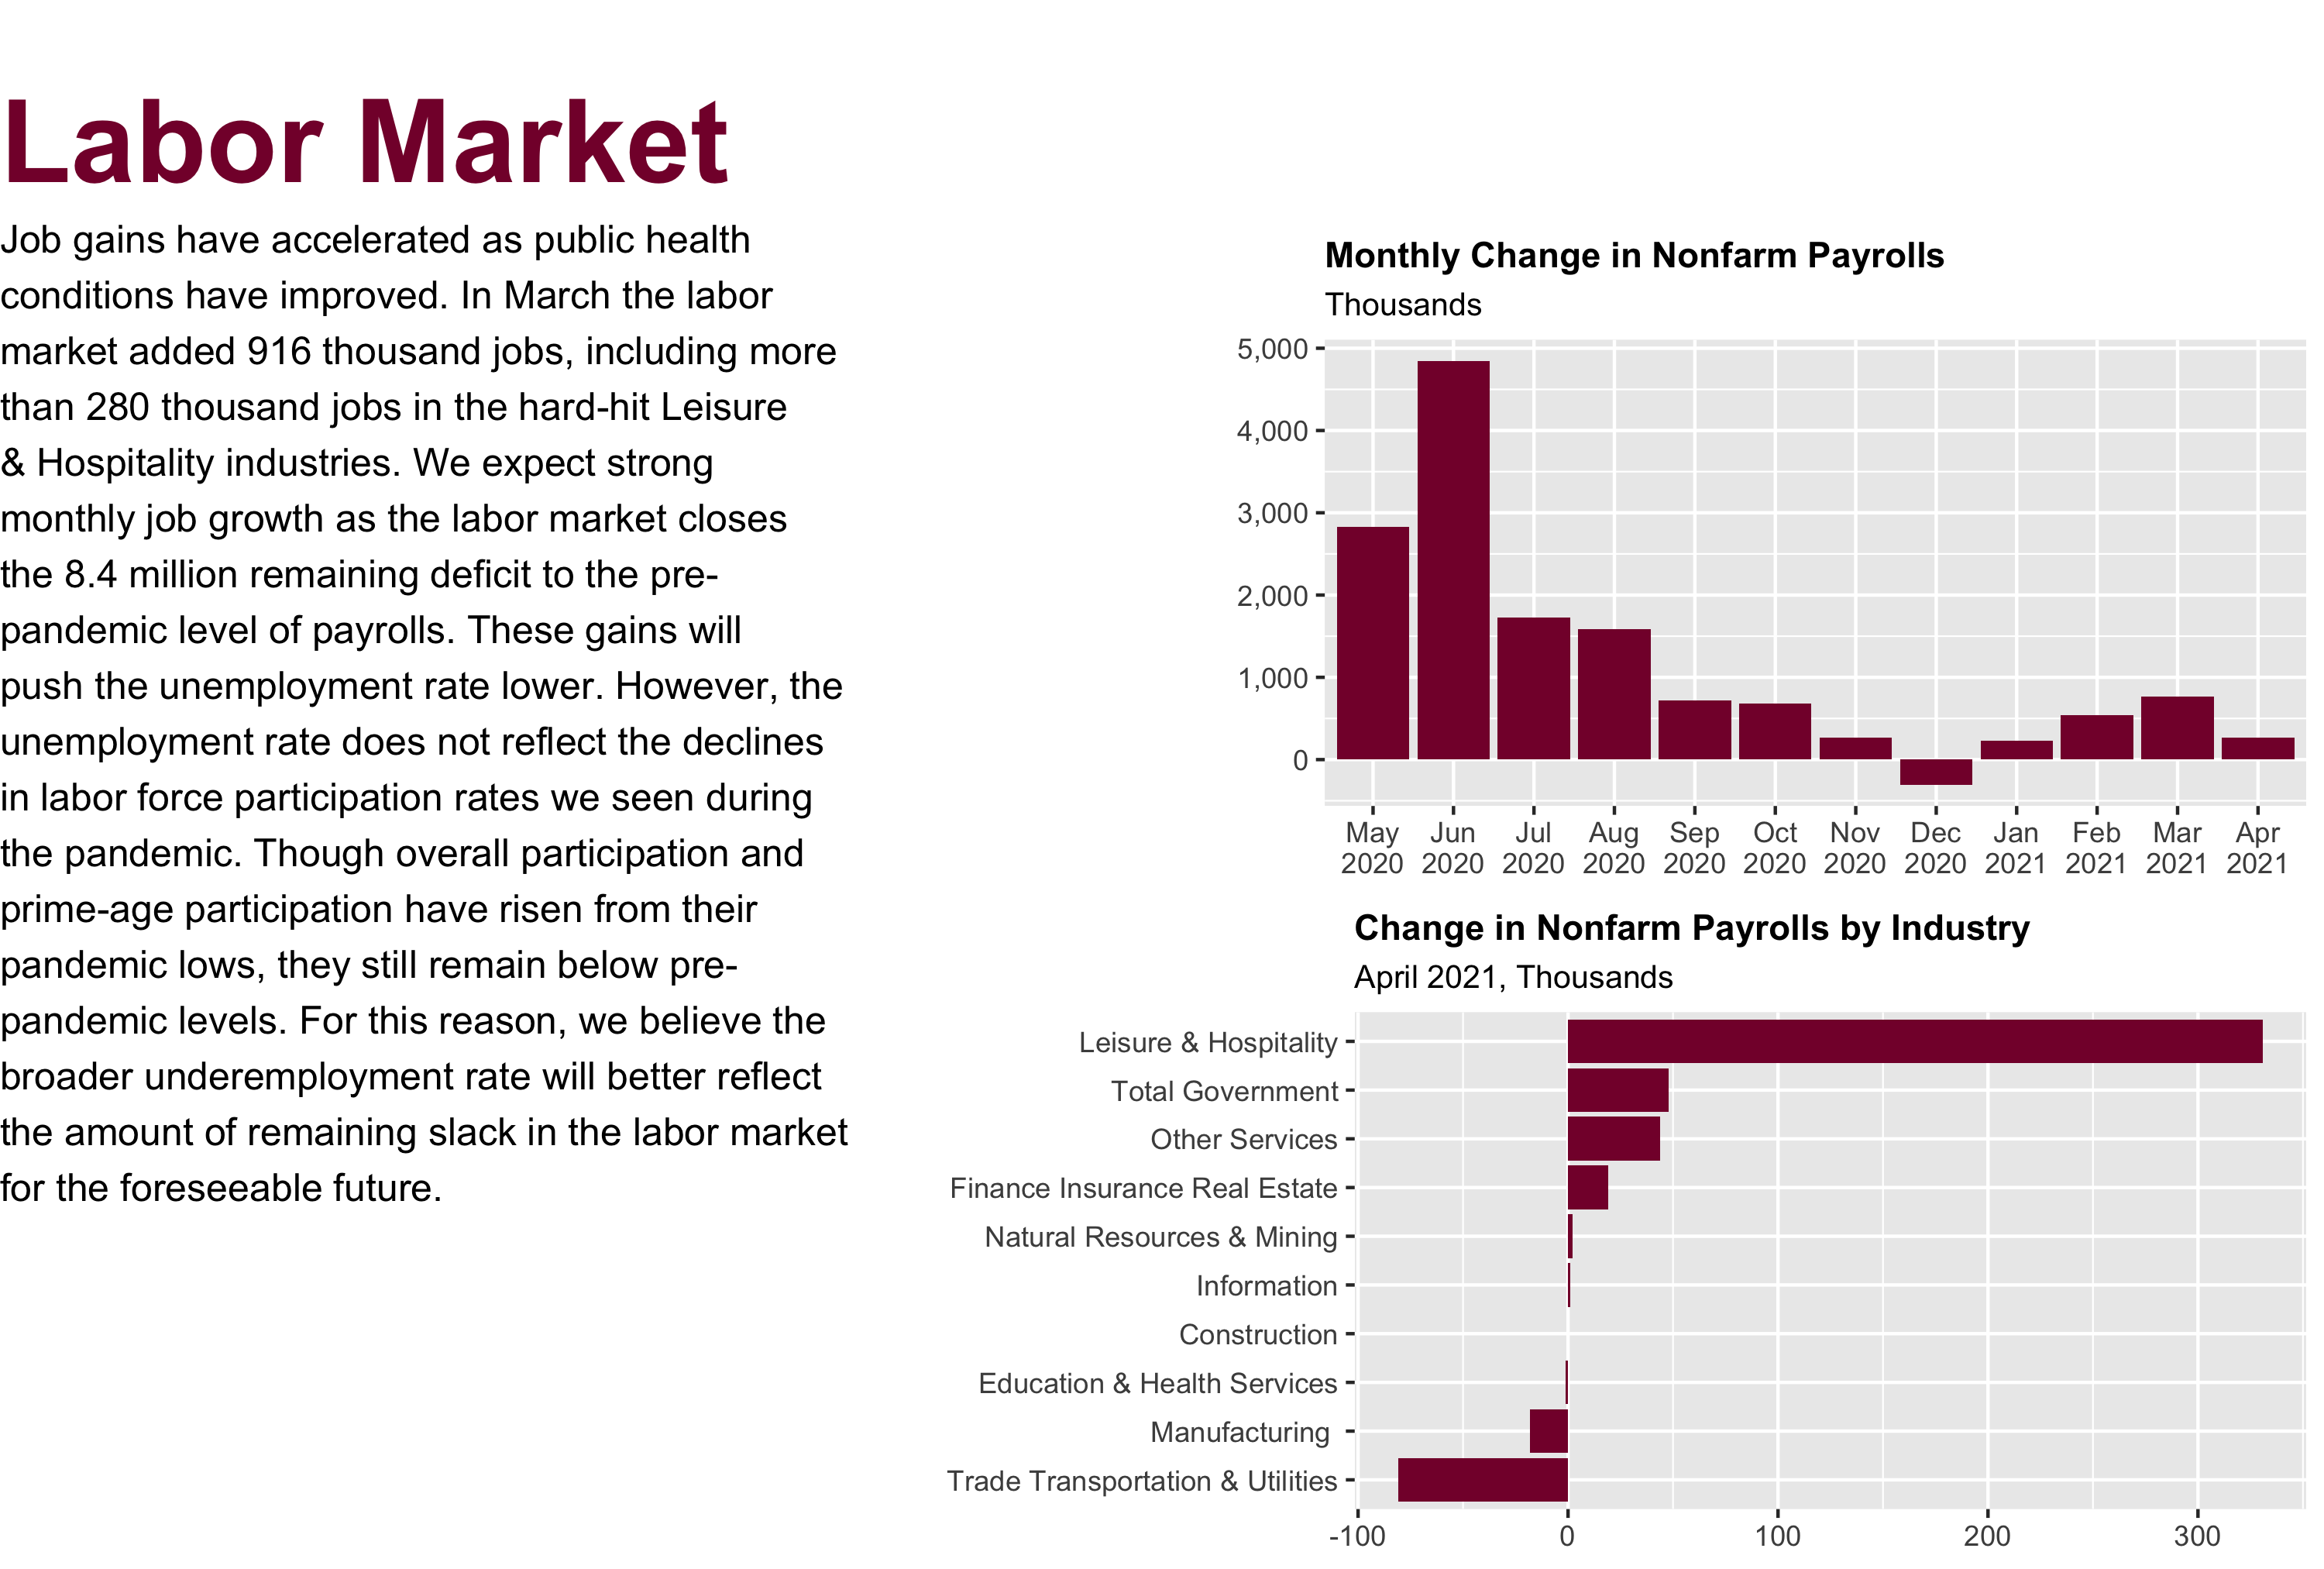 Labor Market
Job gains have accelerated as public health
conditions have improved. In March the labor
market added 916 thousand jobs, including more
than 280 thousand jobs in the hard-hit Leisure
& Hospitality industries. We expect strong
monthly job growth as the labor market closes
the 8.4 million remaining deficit to the pre-
pandemic level of payrolls. These gains will
push the unemployment rate lower. However, the
unemployment rate does not reflect the declines
in labor force participation rates we seen during
the pandemic. Though overall participation and
prime-age participation have risen from their
pandemic lows, they still remain below pre-
pandemic levels. For this reason, we believe the
broader underemployment rate will better reflect
the amount of remaining slack in the labor market
for the foreseeable future.
Monthly Change in Nonfarm Payrolls
Thousands
5,000
4,000
3,000
2,000
1,000
0
May Jun Jul Aug Sep Oct Nov Dec Jan Feb Mar Apr
2020 2020 2020 2020 2020 2020 2020 2020 2021 2021 2021 2021
Change in Nonfarm Payrolls by Industry
April 2021, Thousands
Leisure & Hospitality
Total Government
Other Services
Finance Insurance Real Estate
Natural Resources & Mining
Information
Construction
Education & Health Services
Manufacturing
Trade Transportation & Utilities
-100 0 100 200 300